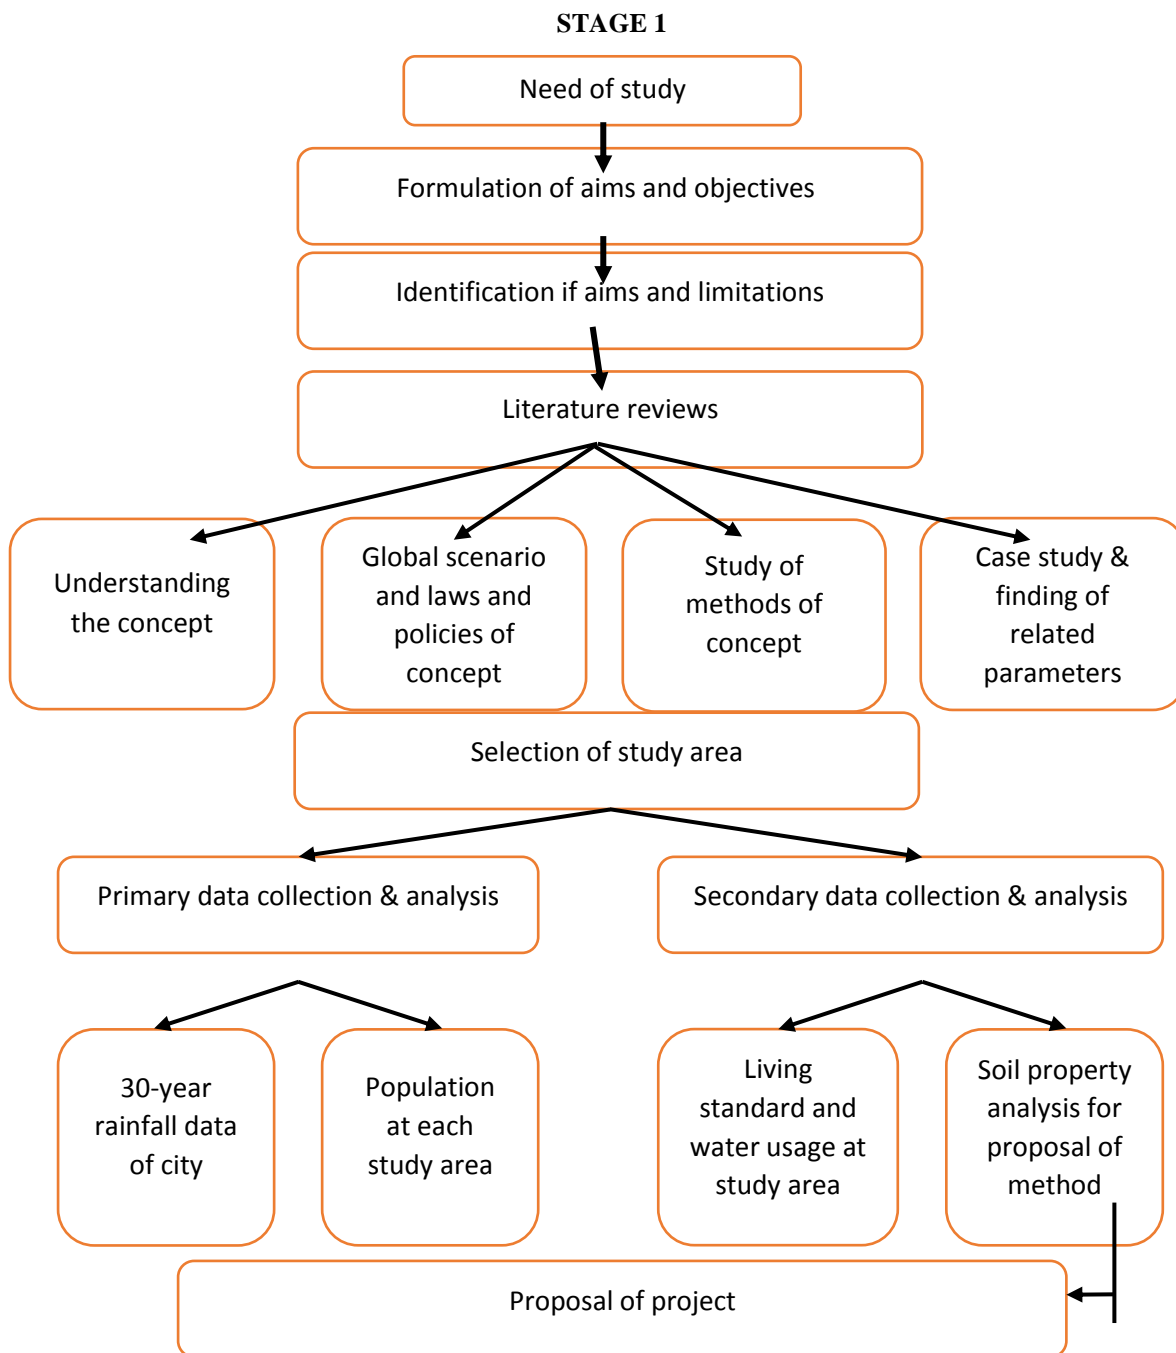 STAGE 1
Need of study
Formulation of aims and objectives
Identification if aims and limitations
Literature reviews
Understanding
the concept
Global scenario
and laws and
policies of
concept
Study of
methods of
concept
Case study &
finding of
related
parameters
Selection of study area
Primary data collection & analysis
Secondary data collection & analysis
30-year
rainfall data
of city
Population
at each
study area
Living
standard and
water usage at
study area
Soil property
analysis for
proposal of
method
Proposal of project